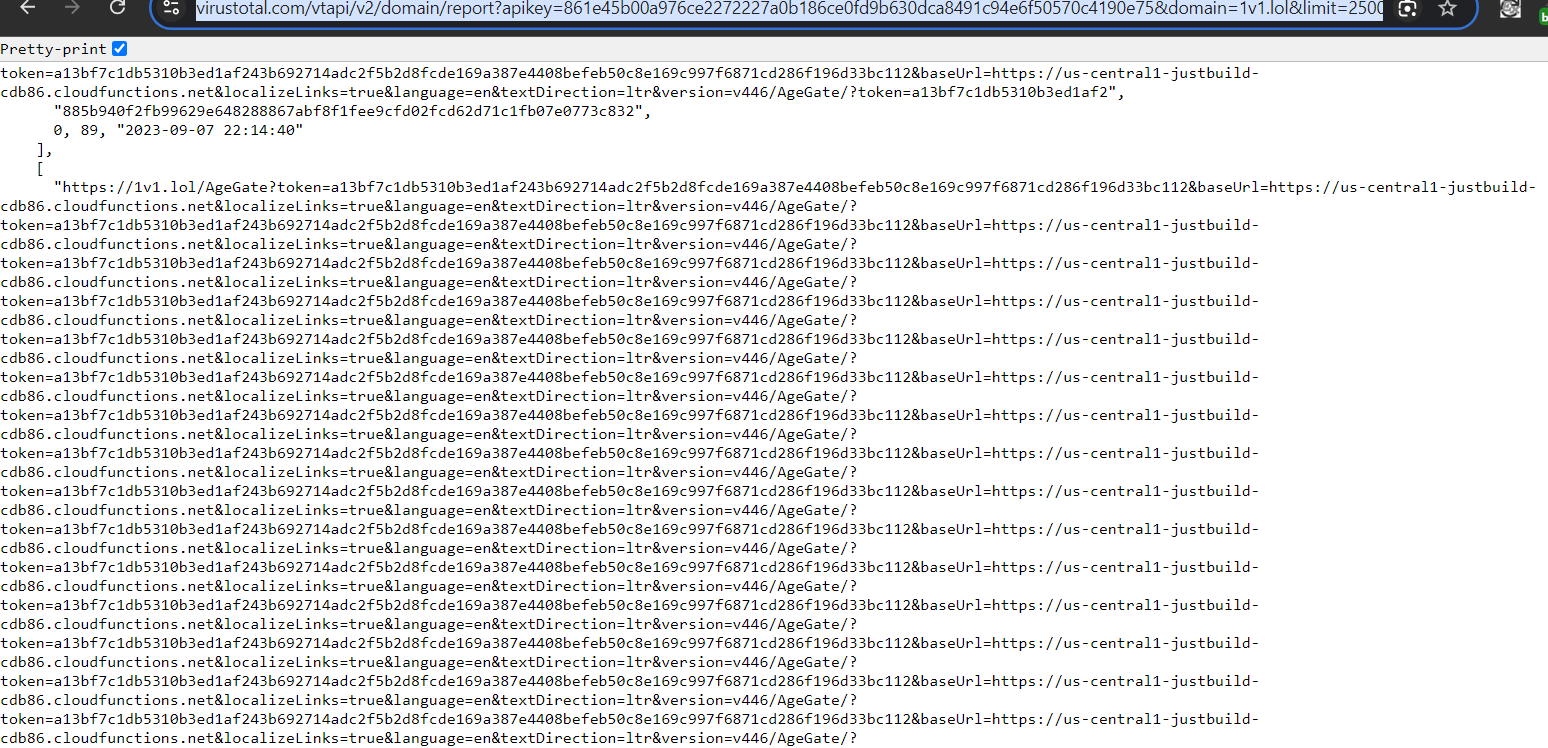 virustotal.com/vtapi/v2/domain/report?apikey=861e45b00a976ce2272227a0b186ce0fd9b630dca8491c94e6f50570c4190e75&domain=1v1.lol&limit=2500
Pretty-print
token=a13bf7c1db5310b3ed1af243b692714adc2f5b2d8fcde169a387e4408befeb50c8e169c997f6871cd286f196d33bc112&baseUrl=https://us-central1-justbuild-
cdb86.cloudfunctions.net&localizeLinks=true&language=en&textDirection=ltr&version=v446/AgeGate/?token=a13bf7c1db5310b3ed1af2",
"885b940f2fb99629e648288867abf8f1fee9cfd02fcd62d71c1fb07e0773c832",
0, 89, "2023-09-07 22:14:40"
],
[
"https://1v1.lol/AgeGate?token=a13bf7c1db5310b3ed1af243b692714adc2f5b2d8fcde169a387e4408befeb50c8e169c997f6871cd286f196d33bc112&baseUrl=https://us-central1-justbuild-
cdb86.cloudfunctions.net&localizeLinks=true&language=en&textDirection=ltr&version=v446/AgeGate/?
token=a13bf7c1db5310b3ed1af243b692714adc2f5b2d8fcde169a387e4408befeb50c8e169c997f6871cd286f196d33bc112&baseUrl=https://us-central1-justbuild-
cdb86.cloudfunctions.net&localizeLinks=true&language=en&textDirection=ltr&version=v446/AgeGate/?
token=a13bf7c1db5310b3ed1af243b692714adc2f5b2d8fcde169a387e4408befeb50c8e169c997f6871cd286f196d33bc112&baseUrl=https://us-central1-justbuild-
cdb86.cloudfunctions.net&localizeLinks=true&language=en&textDirection=ltr&version=v446/AgeGate/?
token=a13bf7c1db5310b3ed1af243b692714adc2f5b2d8fcde169a387e4408befeb50c8e169c997f6871cd286f196d33bc112&baseUrl=https://us-central1-justbuild-
cdb86.cloudfunctions.net&localizeLinks=true&language=en&textDirection=ltr&version=v446/AgeGate/?
token=a13bf7c1db5310b3ed1af243b692714adc2f5b2d8fcde169a387e4408befeb50c8e169c997f6871cd286f196d33bc112&baseUrl=https://us-central1-justbuild-
cdb86.cloudfunctions.net&localizeLinks=true&language=en&textDirection=ltr&version=v446/AgeGate/?
token=a13bf7c1db5310b3ed1af243b692714adc2f5b2d8fcde169a387e4408befeb50c8e169c997f6871cd286f196d33bc112&baseUrl=https://us-central1-justbuild-
cdb86.cloudfunctions.net&localizeLinks=true&language=en&textDirection=ltr&version=v446/AgeGate/?
token=a13bf7c1db5310b3ed1af243b692714adc2f5b2d8fcde169a387e4408befeb50c8e169c997f6871cd286f196d33bc112&baseUrl=https://us-central1-justbuild-
cdb86.cloudfunctions.net&localizeLinks=true&language=en&textDirection=ltr&version=v446/AgeGate/?
token=a13bf7c1db5310b3ed1af243b692714adc2f5b2d8fcde169a387e4408befeb50c8e169c997f6871cd286f196d33bc112&baseUrl=https://us-central1-justbuild-
cdb86.cloudfunctions.net&localizeLinks=true&language=en&textDirection=ltr&version=v446/AgeGate/?
token=a13bf7c1db5310b3ed1af243b692714adc2f5b2d8fcde169a387e4408befeb50c8e169c997f6871cd286f196d33bc112&baseUrl=https://us-central1-justbuild-
cdb86.cloudfunctions.net&localizeLinks=true&language=en&textDirection=ltr&version=v446/AgeGate/?
token=a13bf7c1db5310b3ed1af243b692714adc2f5b2d8fcde169a387e4408befeb50c8e169c997f6871cd286f196d33bc112&baseUrl=https://us-central1-justbuild-
cdb86.cloudfunctions.net&localizeLinks=true&language=en&textDirection=ltr&version=v446/AgeGate/?
token=a13bf7c1db5310b3ed1af243b692714adc2f5b2d8fcde169a387e4408befeb50c8e169c997f6871cd286f196d33bc112&baseUrl=https://us-central1-justbuild-
cdb86.cloudfunctions.net&localizeLinks=true&language=en&textDirection=ltr&version=v446/AgeGate/?
token=a13bf7c1db5310b3ed1af243b692714adc2f5b2d8fcde169a387e4408befeb50c8e169c997f6871cd286f196d33bc112&baseUrl=https://us-central1-justbuild-
cdb86.cloudfunctions.net&localizeLinks=true&language=en&textDirection=ltr&version=v446/AgeGate/?
token=a13bf7c1db5310b3ed1af243b692714adc2f5b2d8fcde169a387e4408befeb50c8e169c997f6871cd286f196d33bc112&baseUrl=https://us-central1-justbuild-
cdb86.cloudfunctions.net&localizeLinks=true&language=en&textDirection=ltr&version=v446/AgeGate/?
token=a13bf7c1db5310b3ed1af243b692714adc2f5b2d8fcde169a387e4408befeb50c8e169c997f6871cd286f196d33bc112&baseUrl=https://us-central1-justbuild-
cdb86.cloudfunctions.net&localizeLinks=true&language=en&textDirection=ltr&version=v446/AgeGate/?
token=a13bf7c1db5310b3ed1af243b692714adc2f5b2d8fcde169a387e4408befeb50c8e169c997f6871cd286f196d33bc112&baseUrl=https://us-central1-justbuild-
cdb86.cloudfunctions.net&localizeLinks=true&language=en&textDirection=ltr&version=v446/AgeGate/?